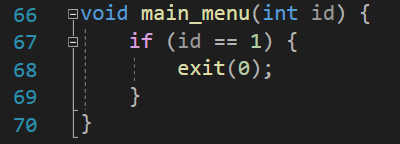 66 void main_menu(int id) {
67     if (id == 1) {
68         exit(0);
69     }
70 }